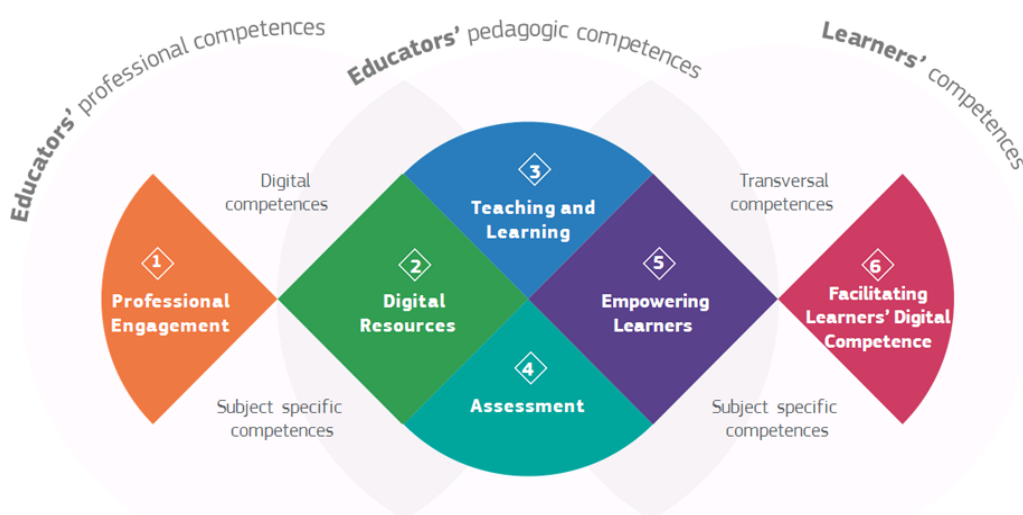 Educators' professional competences
Educators' pedagogic competences
Learners' competences
Digital
competences
Transversal
competences
1
Professional
Engagement
2
Digital
Resources
3
Teaching and
Learning
4
Assessment
5
Empowering
Learners
6
Facilitating
Learners' Digital
Competence
Subject specific
competences
Subject specific
competences